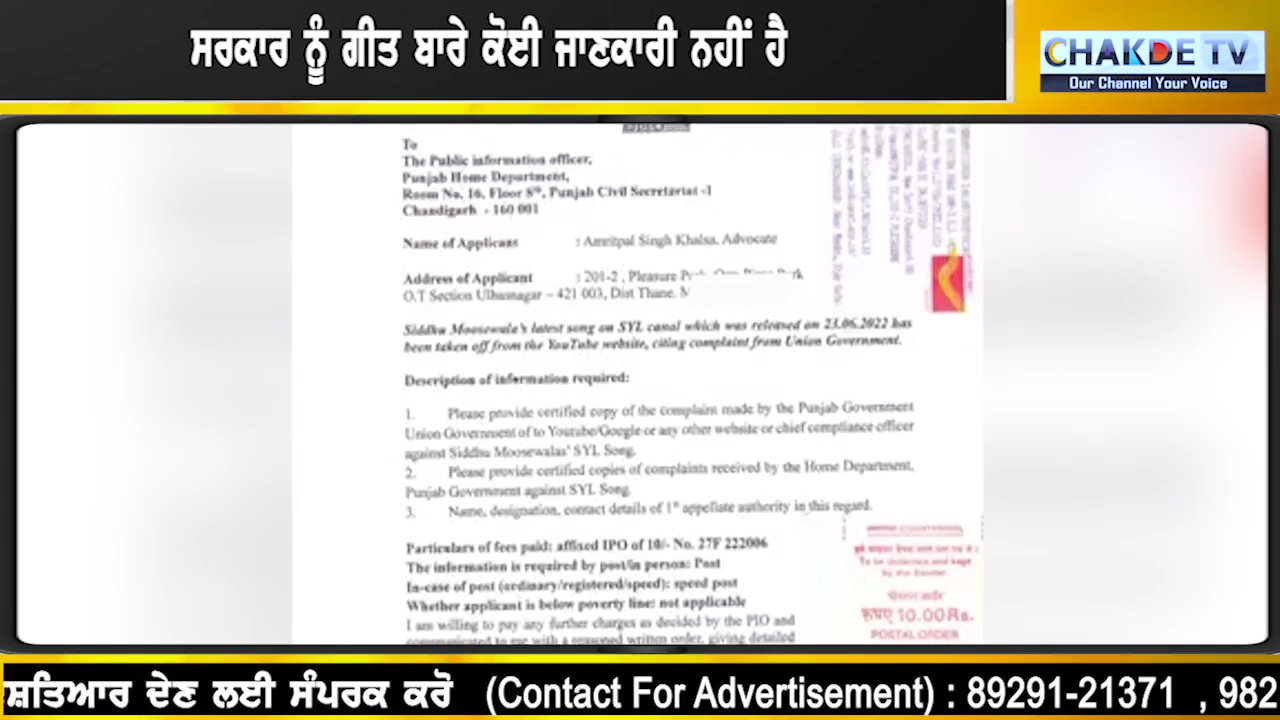 ਸਰਕਾਰ ਨੂੰ ਗੀਤ ਬਾਰੇ ਕੋਈ ਜਾਣਕਾਰੀ ਨਹੀਂ ਹੈ
CHAKDE TV
Our Channel Your Voice
To
The Public information officer,
Punjab Home Department,
Room No, 16, Floor 8th, Punjab Civil Secretariat -1
Chandigarh - 160 001
Name of Applicant : Amritpal Singh Khalsa, Advocate
Address of Applicant : 201-2 , Pleasure
O.T Section Ulhasnagar – 421 003, Dist Thane,
Siddhu Moosewala's latest song on SYL canal which was released on 23.06.2022 has
been taken off from the YouTube website, citing complaint from Union Government.
Description of information required:
1. Please provide certified copy of the complaint made by the Punjab Government
Union Government of to Youtube/Google or any other website or chief compliance officer
against Siddhu Moosewalas' SYL Song.
2. Please provide certified copies of complaints received by the Home Department,
Punjab Government against SYL Song.
3. Name, designation, contact details of 1st appellate authority in this regard.
Particulars of fees paid: affixed IPO of 10/- No. 27F 222006
The information is required by post/in person: Post
In-case of post (ordinary/registered/speed): speed post
Whether applicant is below poverty line: not applicable
I am willing to pay any further charges as decided by the PIO and
communicated to me with a reasoned written order, giving detailed
To be detached and kept
by the Sender
रुपए 10.00Rs.
POSTAL ORDER
ਸ਼ਤਿਆਰ ਦੇਣ ਲਈ ਸੰਪਰਕ ਕਰੋ (Contact For Advertisement) : 89291-21371 , 982